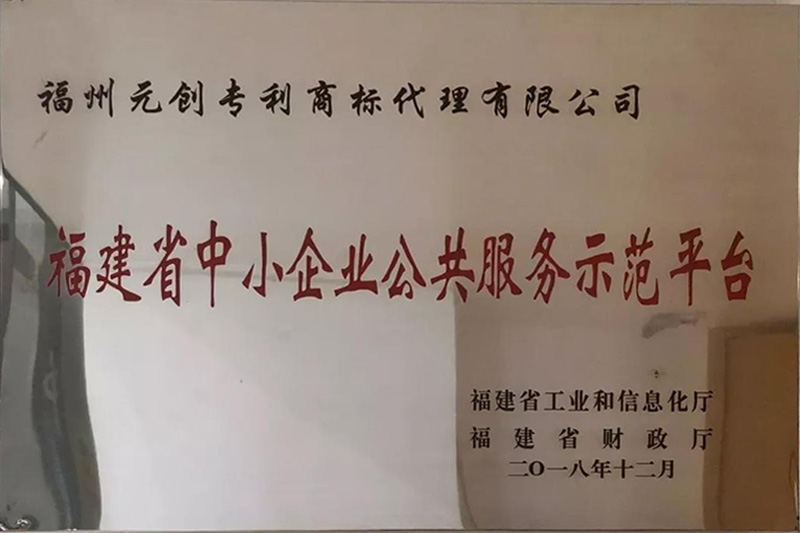 福州元创专利商标代理有限公司
福建省中小企业公共服务示范平台
福建省工业和信息化厅
福建省财政厅
二〇一八年十二月